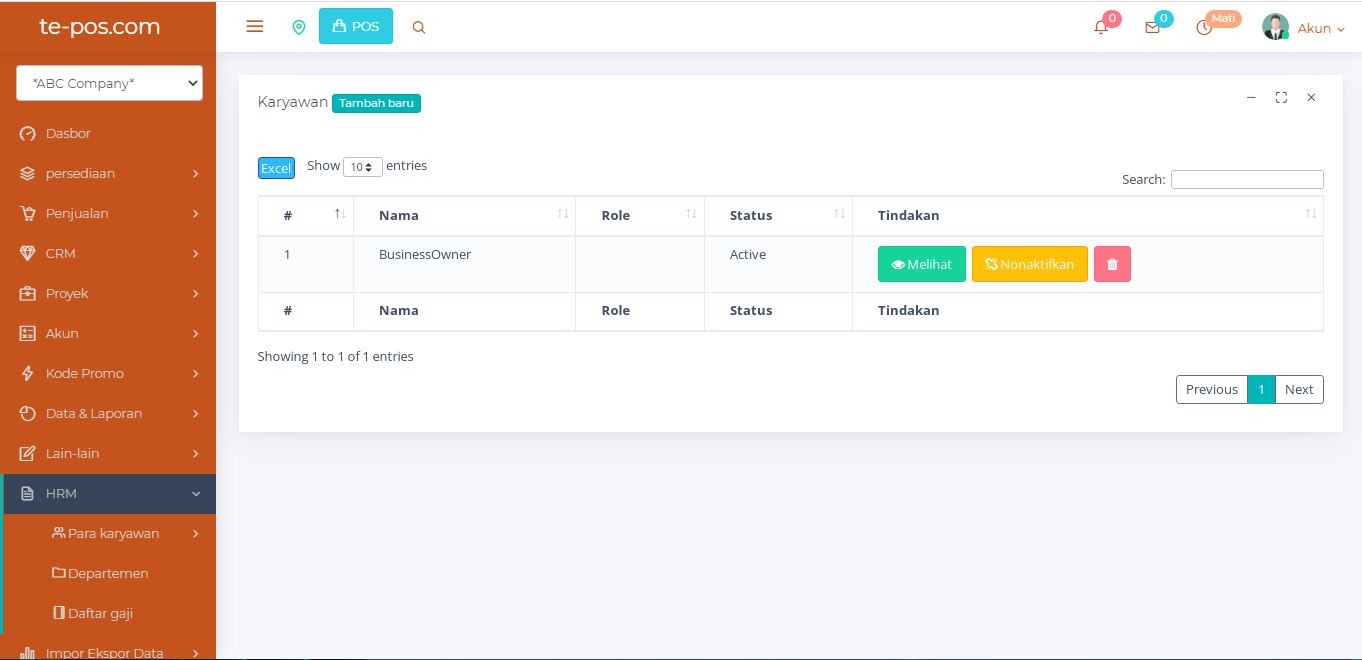 te-pos.com
POS
0
0
Mati
Akun
*ABC Company*
Dasbor
persediaan
Penjualan
CRM
Proyek
Akun
Kode Promo
Data & Laporan
Lain-lain
HRM
Para karyawan
Departemen
Daftar gaji
Impor Ekspor Data
Karyawan Tambah baru
Excel Show 10 entries
Search:
# Nama Role Status Tindakan
1 BusinessOwner Active Melihat Nonaktifkan
# Nama Role Status Tindakan
Showing 1 to 1 of 1 entries
Previous 1 Next